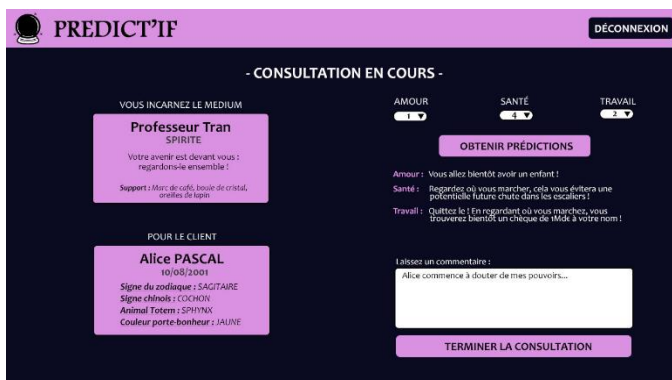 PREDICT'IF
DÉCONNEXION
- CONSULTATION EN COURS -
VOUS INCARNEZ LE MEDIUM
Professeur Tran
SPIRITE
Votre avenir est devant vous :
regardons-le ensemble !
Support : Marc de café, boule de cristal,
oreilles de lapin
POUR LE CLIENT
Alice PASCAL
10/08/2001
Signe du zodiaque : SAGITAIRE
Signe chinois : COCHON
Animal Totem : SPHYNX
Couleur porte-bonheur : JAUNE
AMOUR SANTÉ TRAVAIL
1 ▼ 4 ▼ 2 ▼
OBTENIR PRÉDICTIONS
Amour : Vous allez bientôt avoir un enfant !
Santé : Regardez où vous marcher, cela vous évitera une
potentielle future chute dans les escaliers !
Travail : Quittez le ! En regardant où vous marchez, vous
trouverez bientôt un chèque de 1Md€ à votre nom !
Laissez un commentaire :
Alice commence à douter de mes pouvoirs...
TERMINER LA CONSULTATION